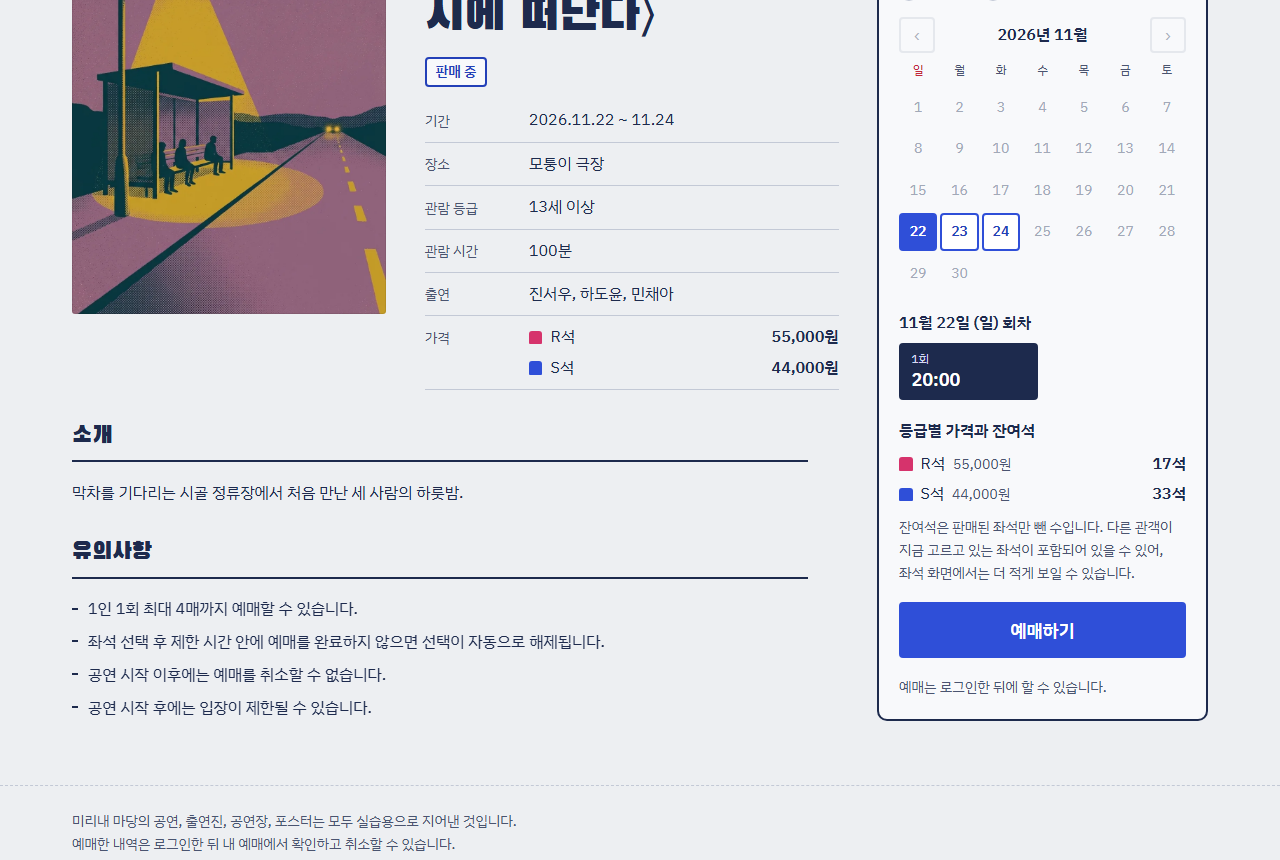 시에 떠난다〉
판매 중
기간 2026.11.22 ~ 11.24
장소 모퉁이 극장
관람 등급 13세 이상
관람 시간 100분
출연 진서우, 하도윤, 민채아
가격 R석 55,000원
S석 44,000원
소개
막차를 기다리는 시골 정류장에서 처음 만난 세 사람의 하룻밤.
유의사항
1인 1회 최대 4매까지 예매할 수 있습니다.
좌석 선택 후 제한 시간 안에 예매를 완료하지 않으면 선택이 자동으로 해제됩니다.
공연 시작 이후에는 예매를 취소할 수 없습니다.
공연 시작 후에는 입장이 제한될 수 있습니다.
‹ 2026년 11월 ›
일 월 화 수 목 금 토
1 2 3 4 5 6 7
8 9 10 11 12 13 14
15 16 17 18 19 20 21
22 23 24 25 26 27 28
29 30
11월 22일 (일) 회차
1회
20:00
등급별 가격과 잔여석
R석 55,000원 17석
S석 44,000원 33석
잔여석은 판매된 좌석만 뺀 수입니다. 다른 관객이
지금 고르고 있는 좌석이 포함되어 있을 수 있어,
좌석 화면에서는 더 적게 보일 수 있습니다.
예매하기
예매는 로그인한 뒤에 할 수 있습니다.
미리내 마당의 공연, 출연진, 공연장, 포스터는 모두 실습용으로 지어낸 것입니다.
예매한 내역은 로그인한 뒤 내 예매에서 확인하고 취소할 수 있습니다.